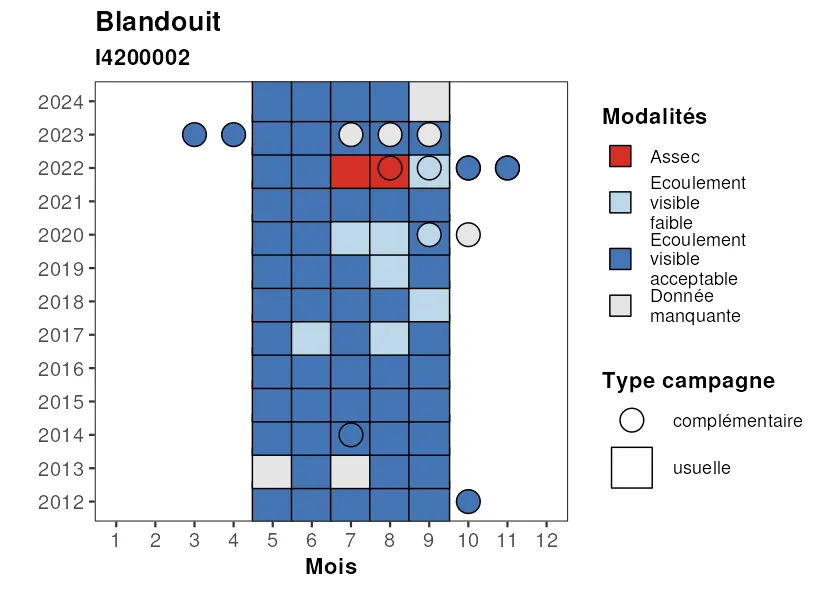 Blandouit
I4200002
2024
2023
2022
2021
2020
2019
2018
2017
2016
2015
2014
2013
2012
1 2 3 4 5 6 7 8 9 10 11 12
Mois
Modalités
Assec
Ecoulement
visible
faible
Ecoulement
visible
acceptable
Donnée
manquante
Type campagne
complémentaire
usuelle